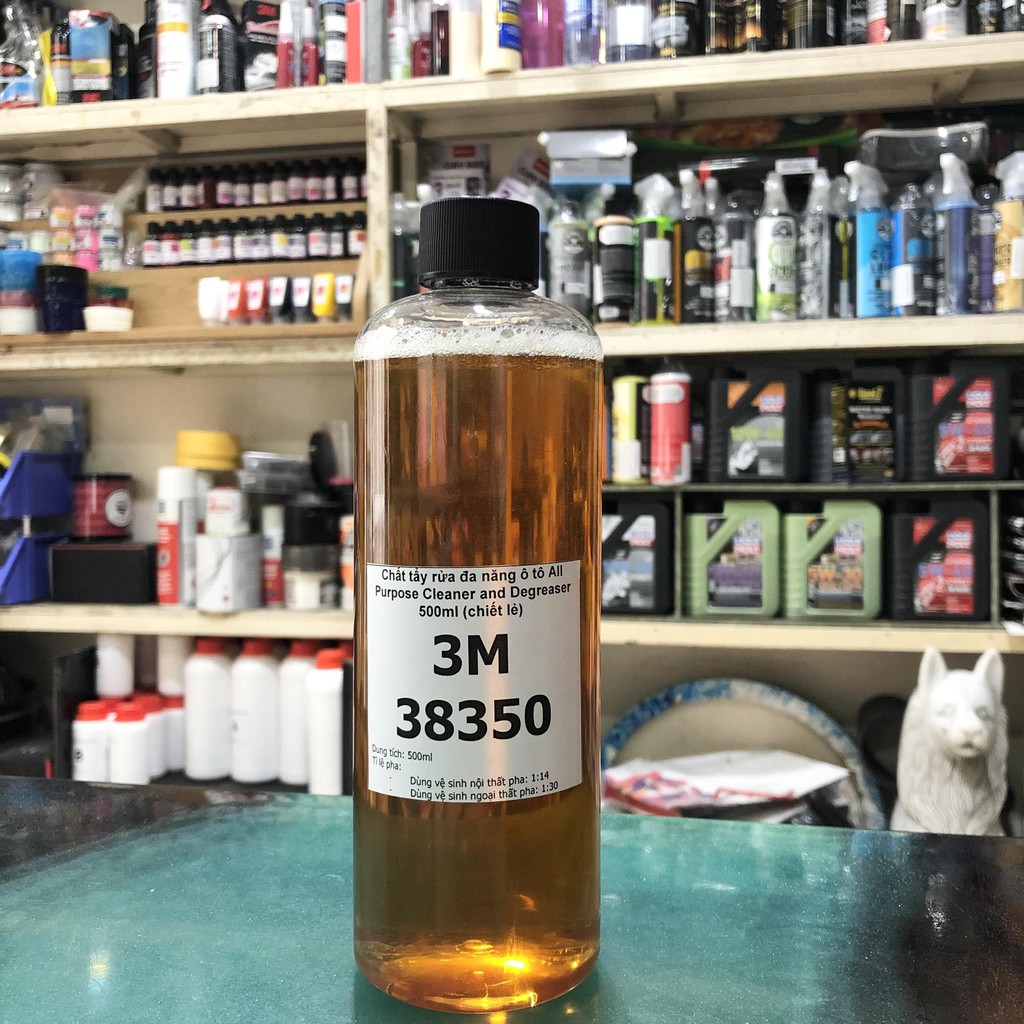 Chất tẩy rửa đa năng ô tô All
Purpose Cleaner and Degreaser
500ml (chiết lẻ)
3M
38350
Dung tích: 500ml
Tỉ lệ pha:
Dùng vệ sinh nội thất pha: 1:14
Dùng vệ sinh ngoại thất pha: 1:30